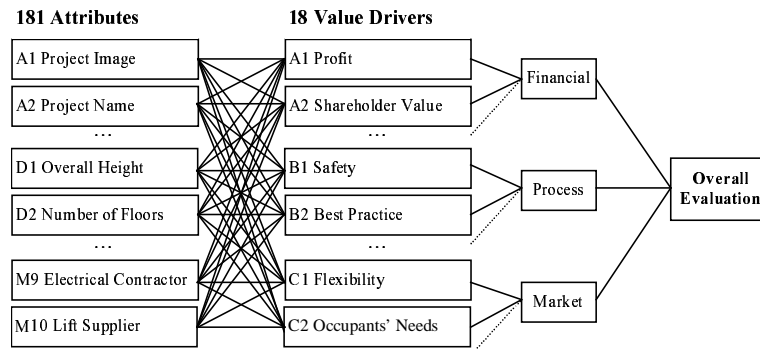 181 Attributes
18 Value Drivers
A1 Project Image
A1 Profit
Financial
A2 Project Name
A2 Shareholder Value
...
...
D1 Overall Height
B1 Safety
Process
Overall
Evaluation
D2 Number of Floors
B2 Best Practice
...
...
M9 Electrical Contractor
C1 Flexibility
Market
M10 Lift Supplier
C2 Occupants’ Needs